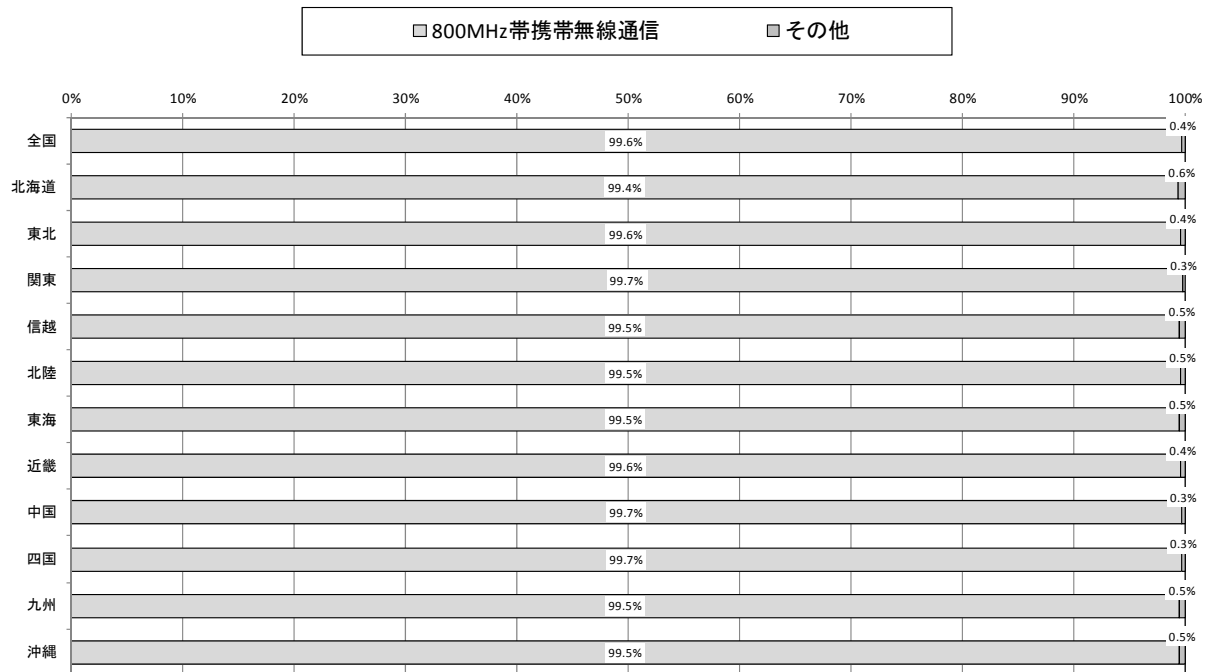 800MHz帯携帯無線通信 その他
0% 10% 20% 30% 40% 50% 60% 70% 80% 90% 100%
全国 99.6% 0.4%
北海道 99.4% 0.6%
東北 99.6% 0.4%
関東 99.7% 0.3%
信越 99.5% 0.5%
北陸 99.5% 0.5%
東海 99.5% 0.5%
近畿 99.6% 0.4%
中国 99.7% 0.3%
四国 99.7% 0.3%
九州 99.5% 0.5%
沖縄 99.5% 0.5%